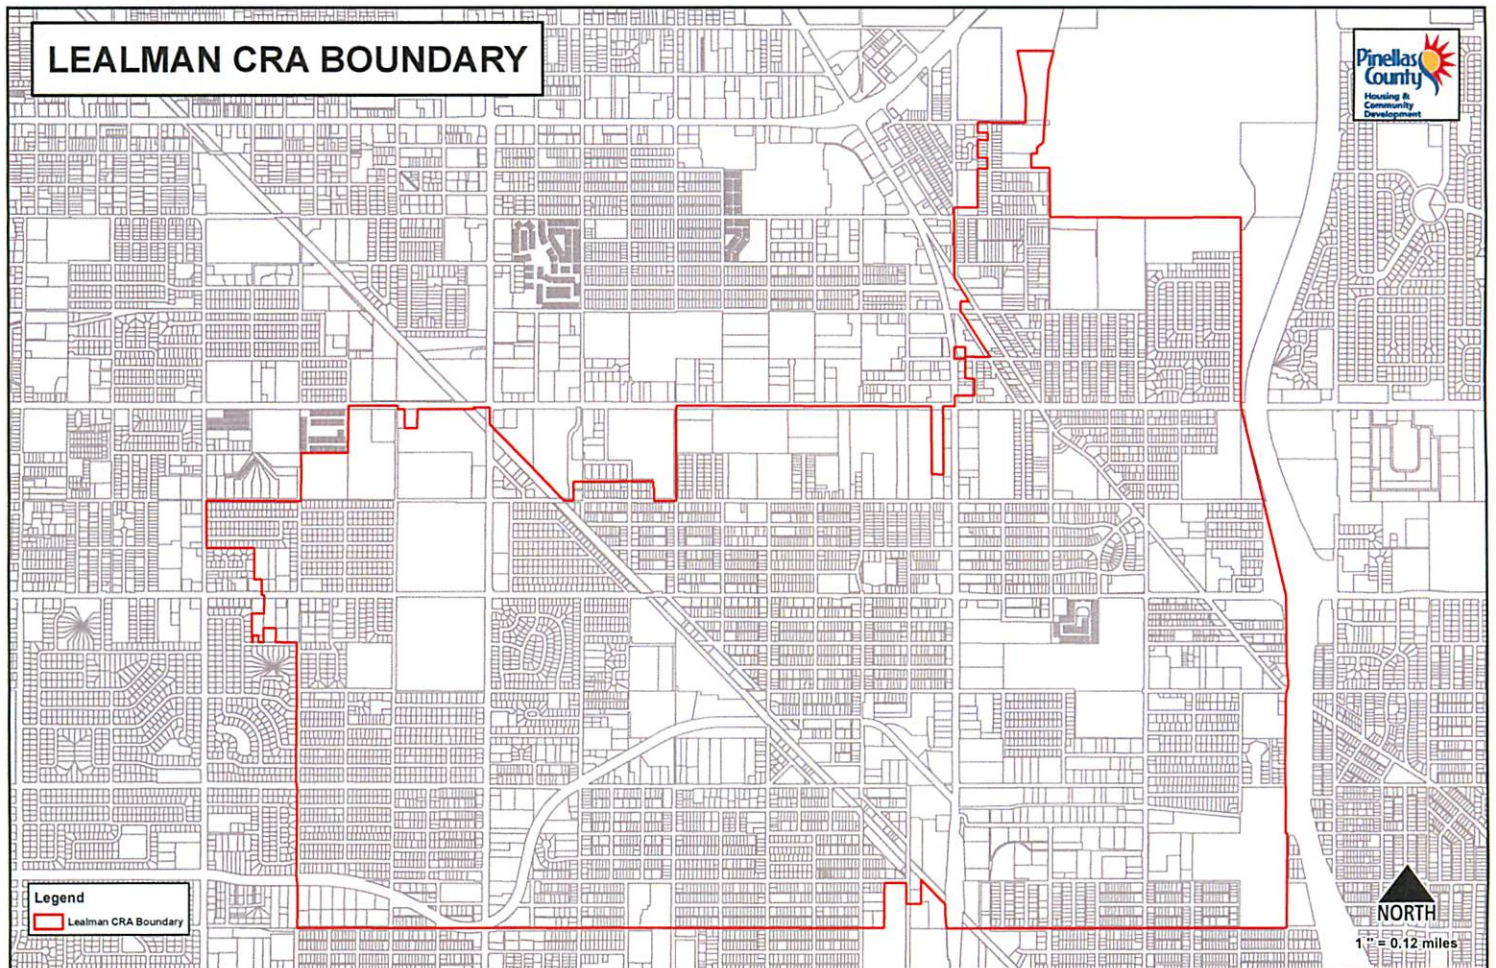 LEALMAN CRA BOUNDARY
Pinellas
County
Housing &
Community
Development
Legend
Lealman CRA Boundary
NORTH
1 " = 0.12 miles